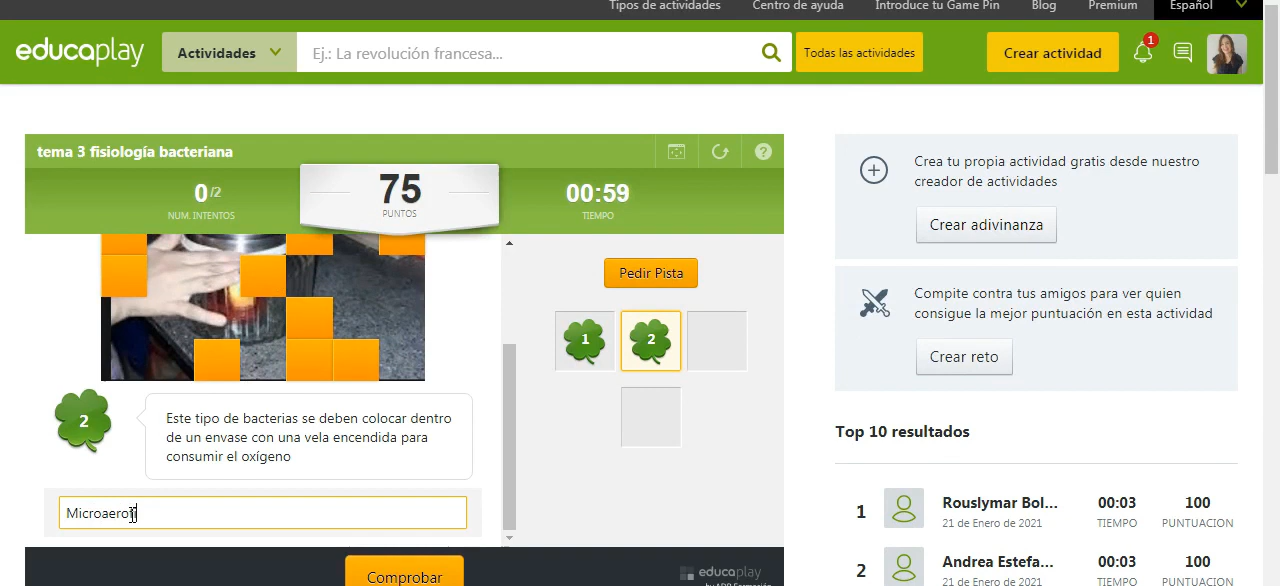 Tipos de actividades Centro de ayuda Introduce tu Game Pin Blog Premium Español
educaplay Actividades Ej.: La revolución francesa... Todas las actividades Crear actividad 1
tema 3 fisiología bacteriana ?
0/2
NUM. INTENTOS
75
PUNTOS
00:59
TIEMPO
Pedir Pista
1 2
2
Este tipo de bacterias se deben colocar dentro
de un envase con una vela encendida para
consumir el oxígeno
Microaerofi
Comprobar
educaplay
by ADR Formación
Crea tu propia actividad gratis desde nuestro
creador de actividades
Crear adivinanza
Compite contra tus amigos para ver quien
consigue la mejor puntuación en esta actividad
Crear reto
Top 10 resultados
1 Rouslymar Bol... 00:03 100
21 de Enero de 2021 TIEMPO PUNTUACION
2 Andrea Estefa... 00:03 100
21 de Enero de 2021 TIEMPO PUNTUACION